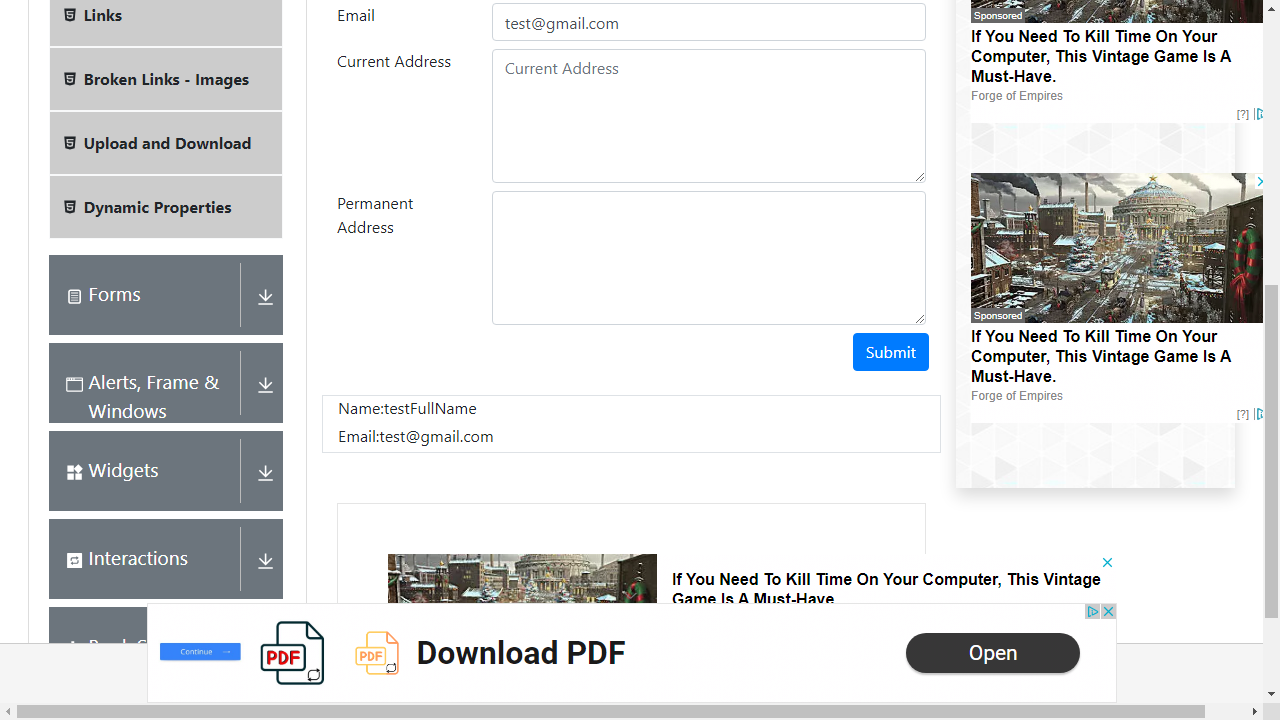 Links
Broken Links - Images
Upload and Download
Dynamic Properties
Forms
Alerts, Frame &
Windows
Widgets
Interactions
Email
test@gmail.com
Current Address
Current Address
Permanent
Address
Submit
Name:testFullName
Email:test@gmail.com
Sponsored
If You Need To Kill Time On Your
Computer, This Vintage Game Is A
Must-Have.
Forge of Empires
[?]
Sponsored
If You Need To Kill Time On Your
Computer, This Vintage Game Is A
Must-Have.
Forge of Empires
[?]
If You Need To Kill Time On Your Computer, This Vintage
Game Is A Must-Have
Continue
PDF
PDF
Download PDF
Open